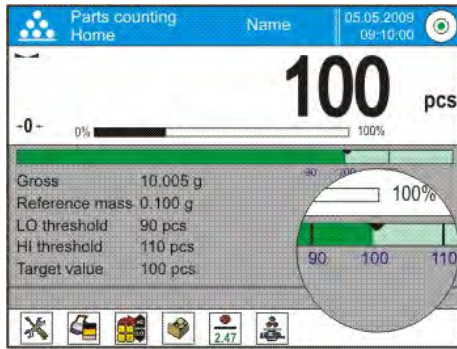 Parts counting
Home
Name
05.05.2009
09:10:00
100
pcs
-0-
0%
100%
90 100
Gross 10.005 g
Reference mass 0.100 g
LO threshold 90 pcs
HI threshold 110 pcs
Target value 100 pcs
100%
90 100 110
2.47